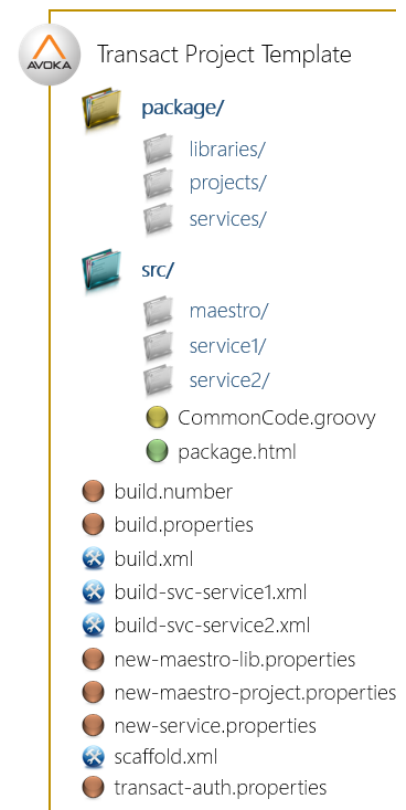 AVOKA
Transact Project Template
package/
libraries/
projects/
services/
src/
maestro/
service1/
service2/
CommonCode.groovy
package.html
build.number
build.properties
build.xml
build-svc-service1.xml
build-svc-service2.xml
new-maestro-lib.properties
new-maestro-project.properties
new-service.properties
scaffold.xml
transact-auth.properties